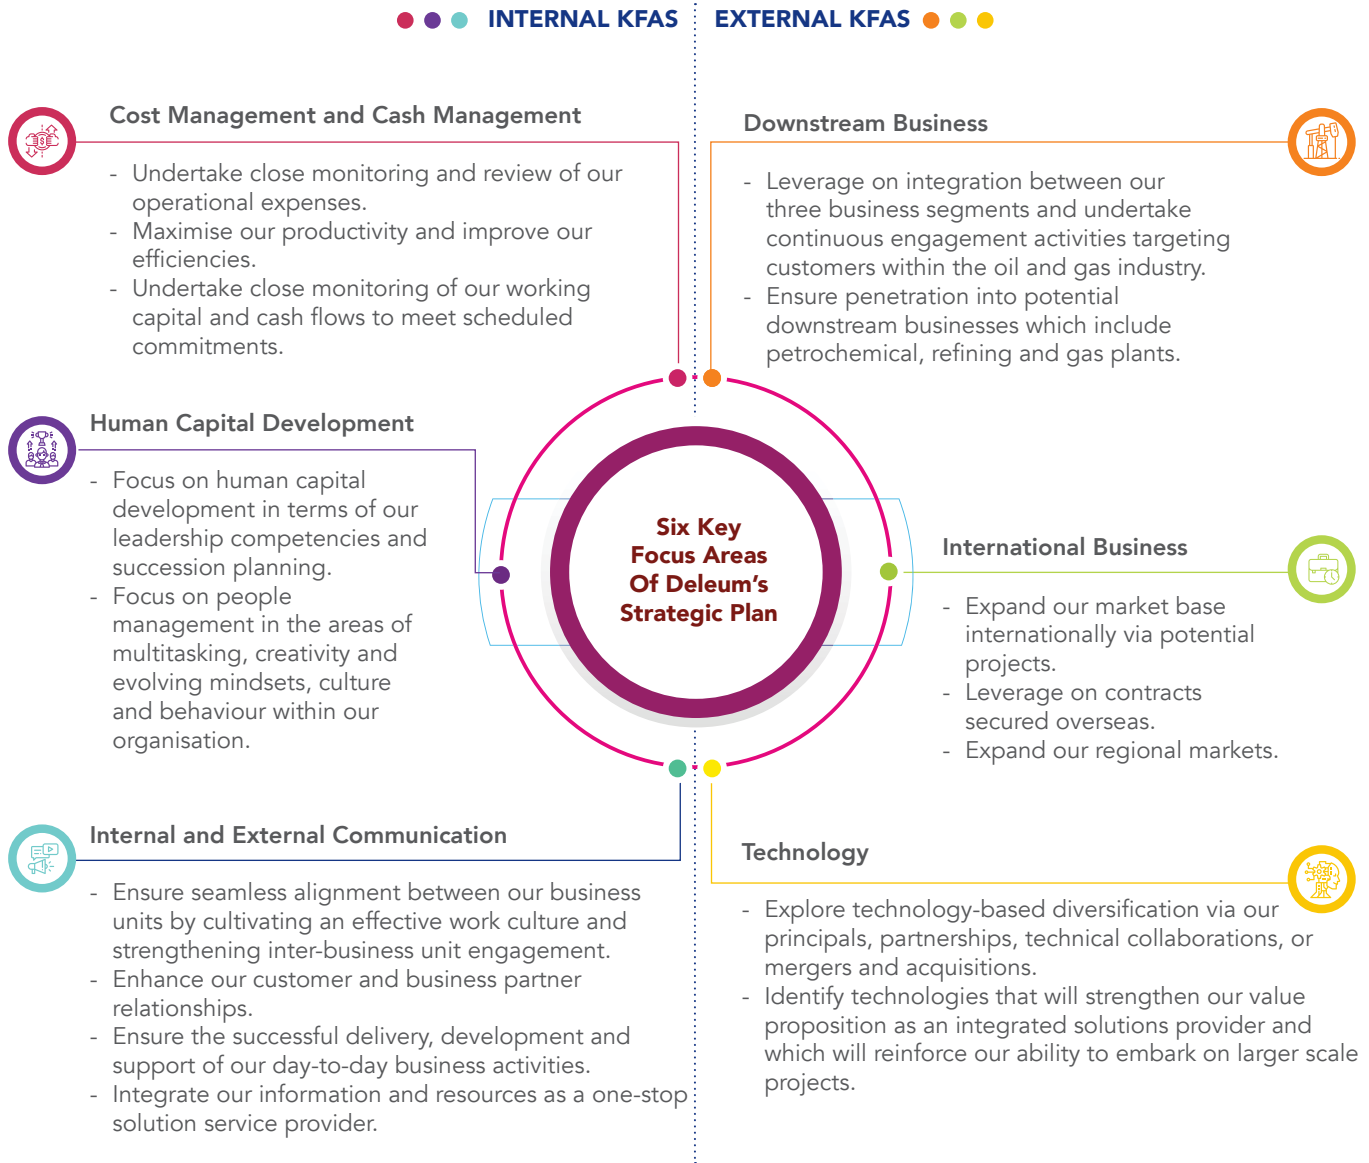 INTERNAL KFAS
EXTERNAL KFAS
Cost Management and Cash Management
- Undertake close monitoring and review of our
operational expenses.
- Maximise our productivity and improve our
efficiencies.
- Undertake close monitoring of our working
capital and cash flows to meet scheduled
commitments.
Human Capital Development
- Focus on human capital
development in terms of our
leadership competencies and
succession planning.
- Focus on people
management in the areas of
multitasking, creativity and
evolving mindsets, culture
and behaviour within our
organisation.
Internal and External Communication
- Ensure seamless alignment between our business
units by cultivating an effective work culture and
strengthening inter-business unit engagement.
- Enhance our customer and business partner
relationships.
- Ensure the successful delivery, development and
support of our day-to-day business activities.
- Integrate our information and resources as a one-stop
solution service provider.
Six Key
Focus Areas
Of Deleum's
Strategic Plan
Downstream Business
- Leverage on integration between our
three business segments and undertake
continuous engagement activities targeting
customers within the oil and gas industry.
- Ensure penetration into potential
downstream businesses which include
petrochemical, refining and gas plants.
International Business
- Expand our market base
internationally via potential
projects.
- Leverage on contracts
secured overseas.
- Expand our regional markets.
Technology
- Explore technology-based diversification via our
principals, partnerships, technical collaborations, or
mergers and acquisitions.
- Identify technologies that will strengthen our value
proposition as an integrated solutions provider and
which will reinforce our ability to embark on larger scale
projects.